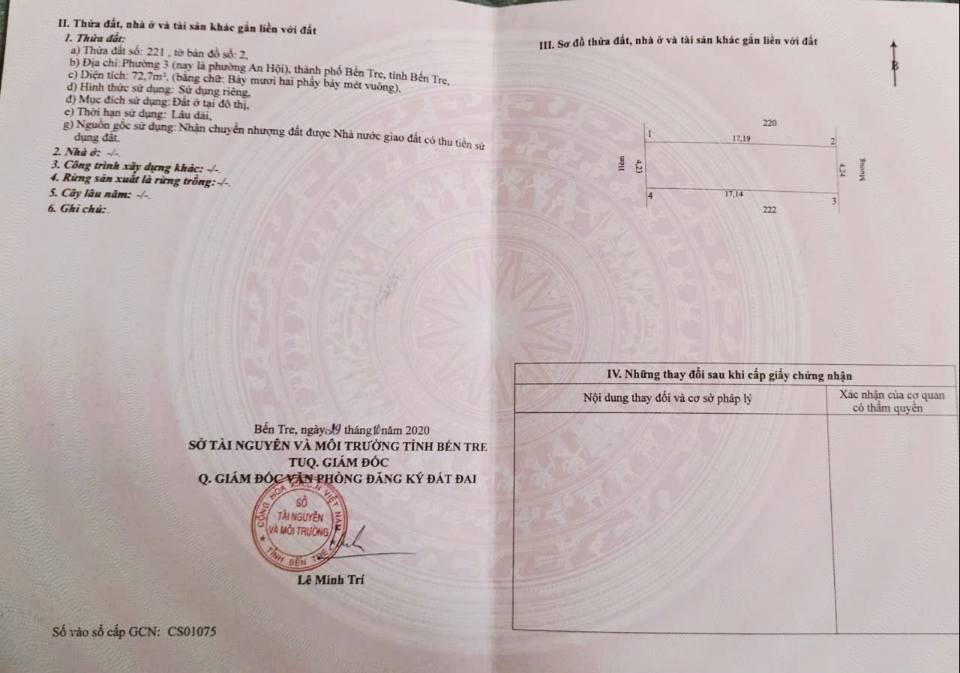 II. Thửa đất, nhà ở và tài sản khác gắn liền với đất
1. Thửa đất:
a) Thửa đất số: 221 , tờ bản đồ số: 2,
b) Địa chỉ: Phường 3 (nay là phường An Hội), thành phố Bến Tre, tỉnh Bến Tre,
c) Diện tích: 72,7m², (bằng chữ: Bảy mươi hai phẩy bảy mét vuông),
d) Hình thức sử dụng: Sử dụng riêng,
đ) Mục đích sử dụng: Đất ở tại đô thị,
e) Thời hạn sử dụng: Lâu dài,
g) Nguồn gốc sử dụng: Nhận chuyển nhượng đất được Nhà nước giao đất có thu tiền sử
dụng đất.
2. Nhà ở: -/-.
3. Công trình xây dựng khác: -/-.
4. Rừng sản xuất là rừng trồng: -/-.
5. Cây lâu năm: -/-.
6. Ghi chú:
Bến Tre, ngày 29 tháng 10 năm 2020
SỞ TÀI NGUYÊN VÀ MÔI TRƯỜNG TỈNH BẾN TRE
TUQ. GIÁM ĐỐC
Q. GIÁM ĐỐC VĂN PHÒNG ĐĂNG KÝ ĐẤT ĐAI
CỘNG HÒA X.H.C.N VIỆT NAM
SỞ
TÀI NGUYÊN
VÀ MÔI TRƯỜNG
TỈNH BẾN TRE
Lê Minh Trí
Số vào sổ cấp GCN: CS01075
III. Sơ đồ thửa đất, nhà ở và tài sản khác gắn liền với đất
B
220
1
17,19
2
Hẻm
4,23
4,24
Mương
4
17,14
3
222
IV. Những thay đổi sau khi cấp giấy chứng nhận
Nội dung thay đổi và cơ sở pháp lý
Xác nhận của cơ quan
có thẩm quyền